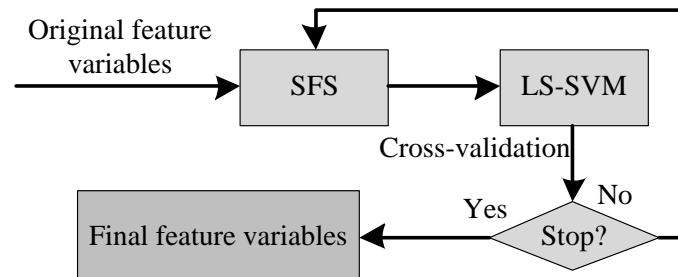 Original feature
variables
SFS
LS-SVM
Cross-validation
No
Yes
Stop?
Final feature variables